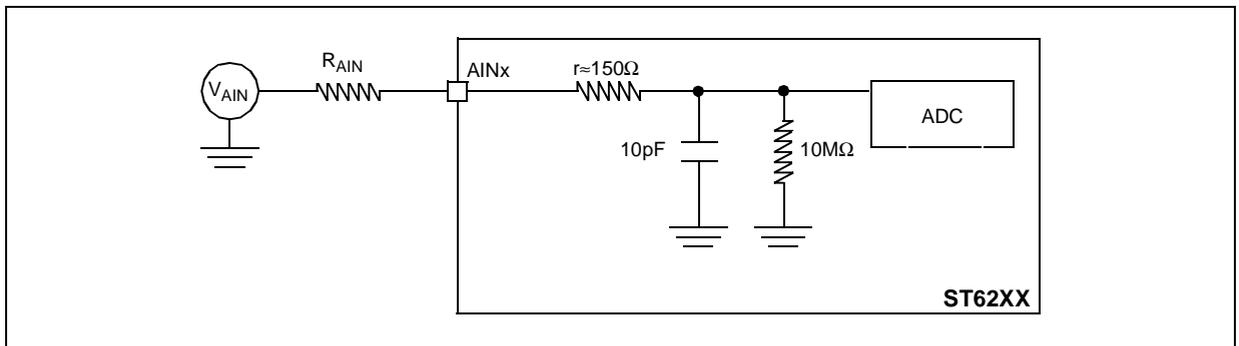 R_AIN
AINx
r≈150Ω
V_AIN
ADC
10pF
10MΩ
ST62XX